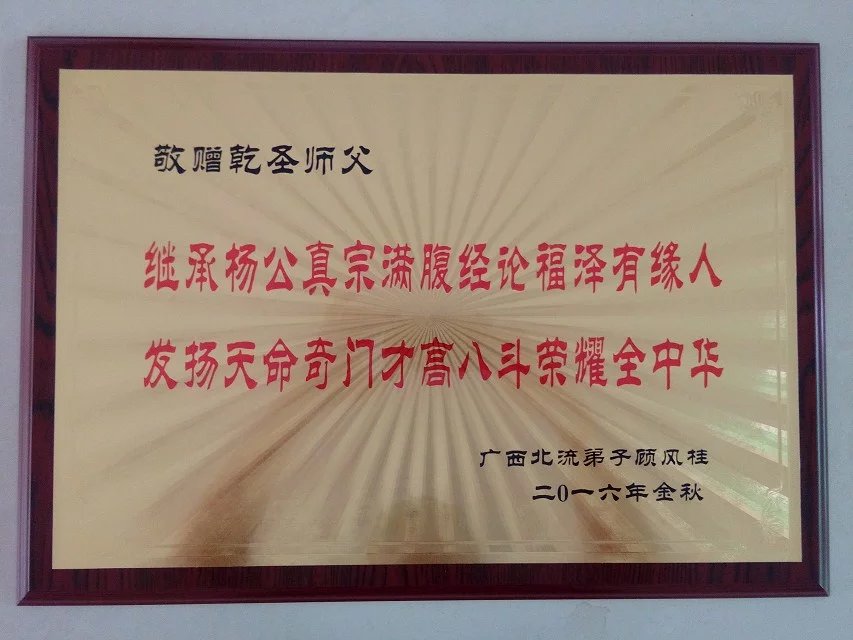 敬赠乾圣师父
继承杨公真宗满腹经论福泽有缘人
发扬天命奇门才高八斗荣耀全中华
广西北流弟子顾风桂
二0一六年金秋